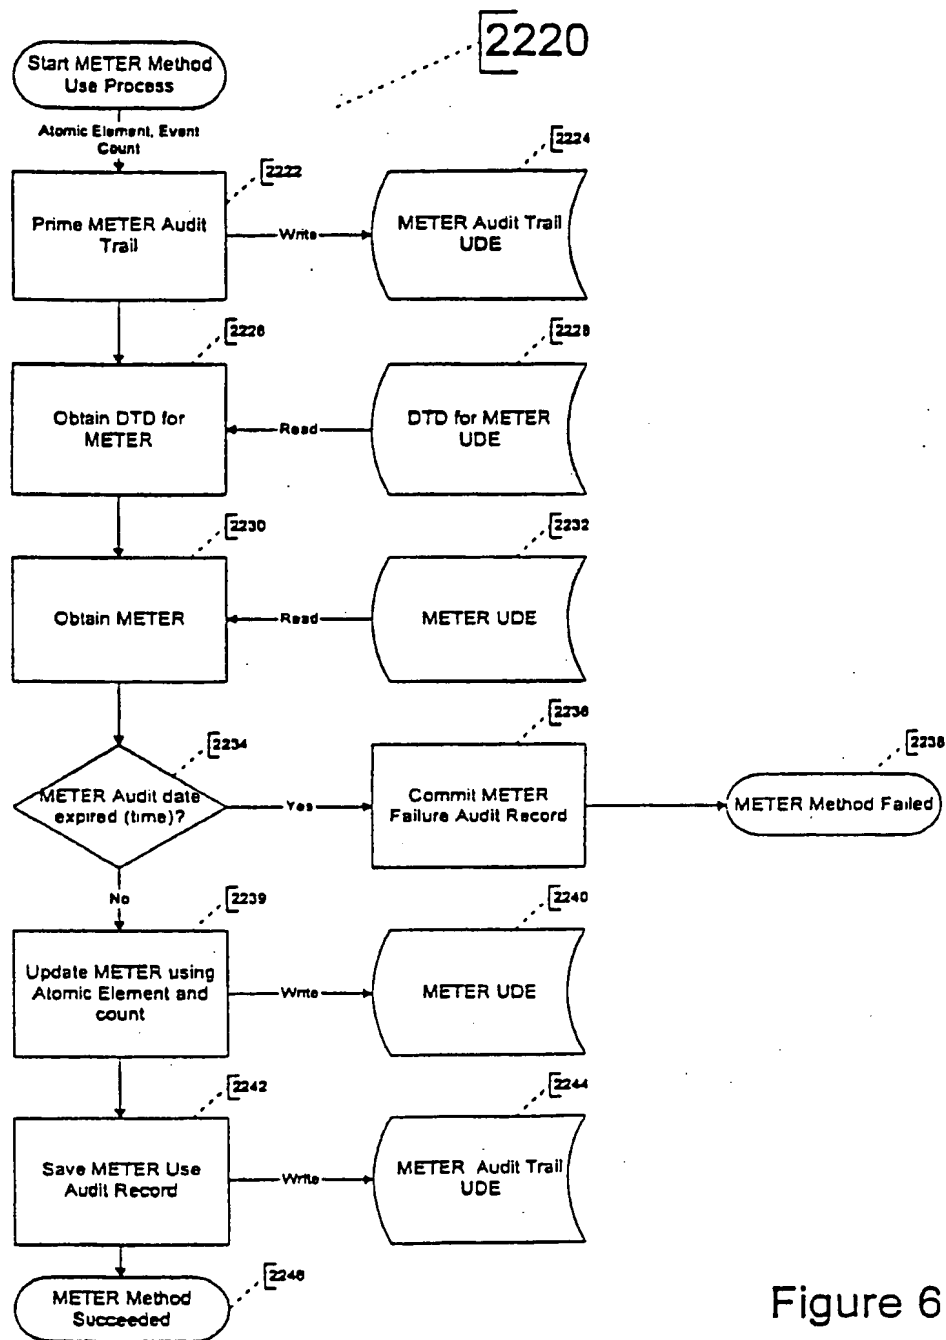 2220
Start METER Method
Use Process
Atomic Element, Event
Count
2222
2224
Prime METER Audit
Trail
Write
METER Audit Trail
UDE
2226
2228
Obtain DTD for
METER
Read
DTD for METER
UDE
2230
2232
Obtain METER
Read
METER UDE
2234
2236
2238
METER Audit date
expired (time)?
Yes
Commit METER
Failure Audit Record
METER Method Failed
No
2239
2240
Update METER using
Atomic Element and
count
Write
METER UDE
2242
2244
Save METER Use
Audit Record
Write
METER Audit Trail
UDE
2246
METER Method
Succeeded
Figure 6